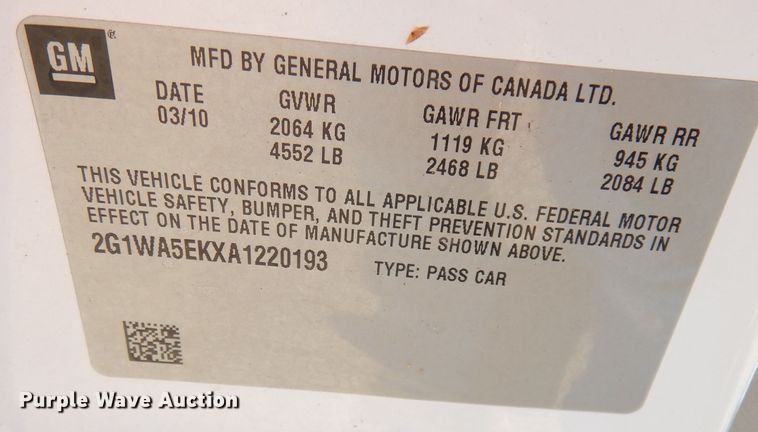 GM®
MFD BY GENERAL MOTORS OF CANADA LTD.
DATE GVWR GAWR FRT GAWR RR
03/10 2064 KG 1119 KG 945 KG
4552 LB 2468 LB 2084 LB
THIS VEHICLE CONFORMS TO ALL APPLICABLE U.S. FEDERAL MOTOR
VEHICLE SAFETY, BUMPER, AND THEFT PREVENTION STANDARDS IN
EFFECT ON THE DATE OF MANUFACTURE SHOWN ABOVE.
2G1WA5EKXA1220193 TYPE: PASS CAR
Purple Wave Auction